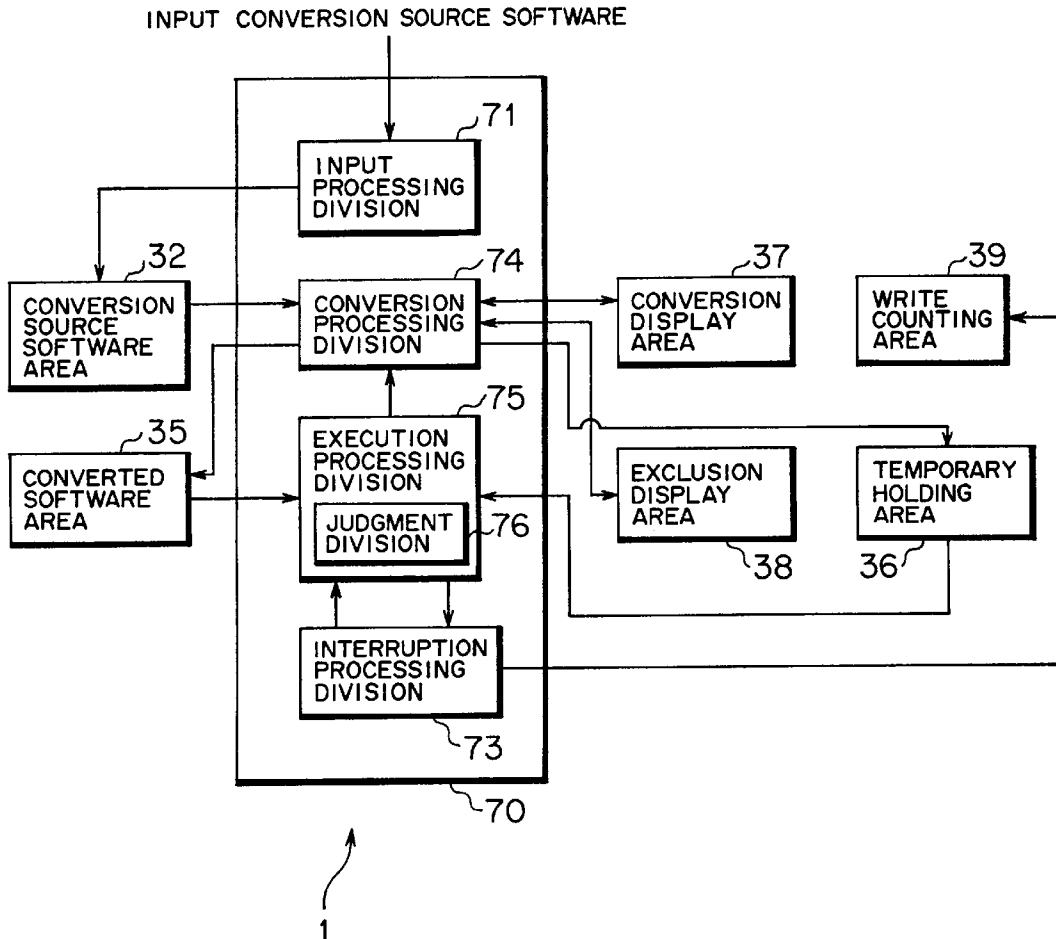 INPUT CONVERSION SOURCE SOFTWARE
71
INPUT
PROCESSING
DIVISION
32
CONVERSION
SOURCE
SOFTWARE
AREA
74
CONVERSION
PROCESSING
DIVISION
37
CONVERSION
DISPLAY
AREA
39
WRITE
COUNTING
AREA
35
CONVERTED
SOFTWARE
AREA
75
EXECUTION
PROCESSING
DIVISION
JUDGMENT
DIVISION
76
EXCLUSION
DISPLAY
AREA
38
TEMPORARY
HOLDING
AREA
36
INTERRUPTION
PROCESSING
DIVISION
73
70
1